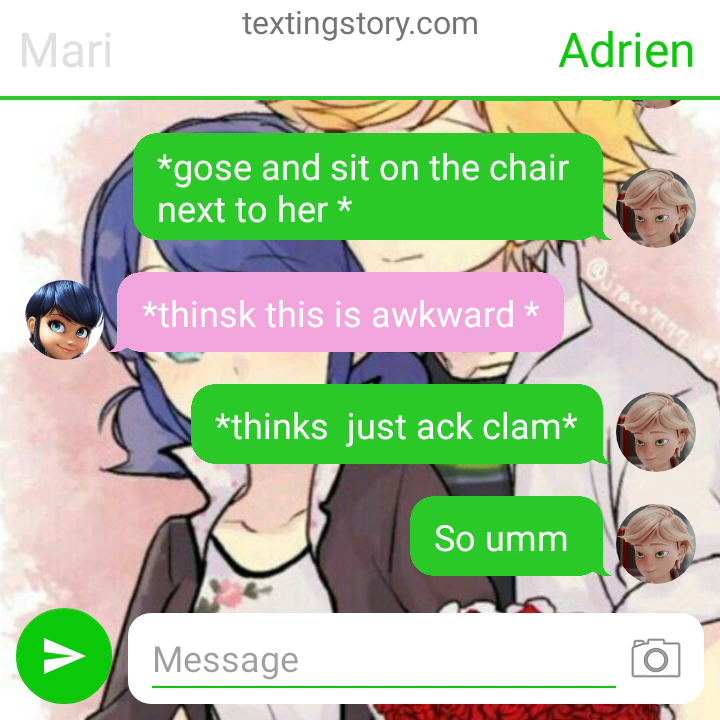 textingstory.com
Mari
Adrien
*gose and sit on the chair
next to her *
*thinsk this is awkward *
*thinks  just ack clam*
So umm
Message